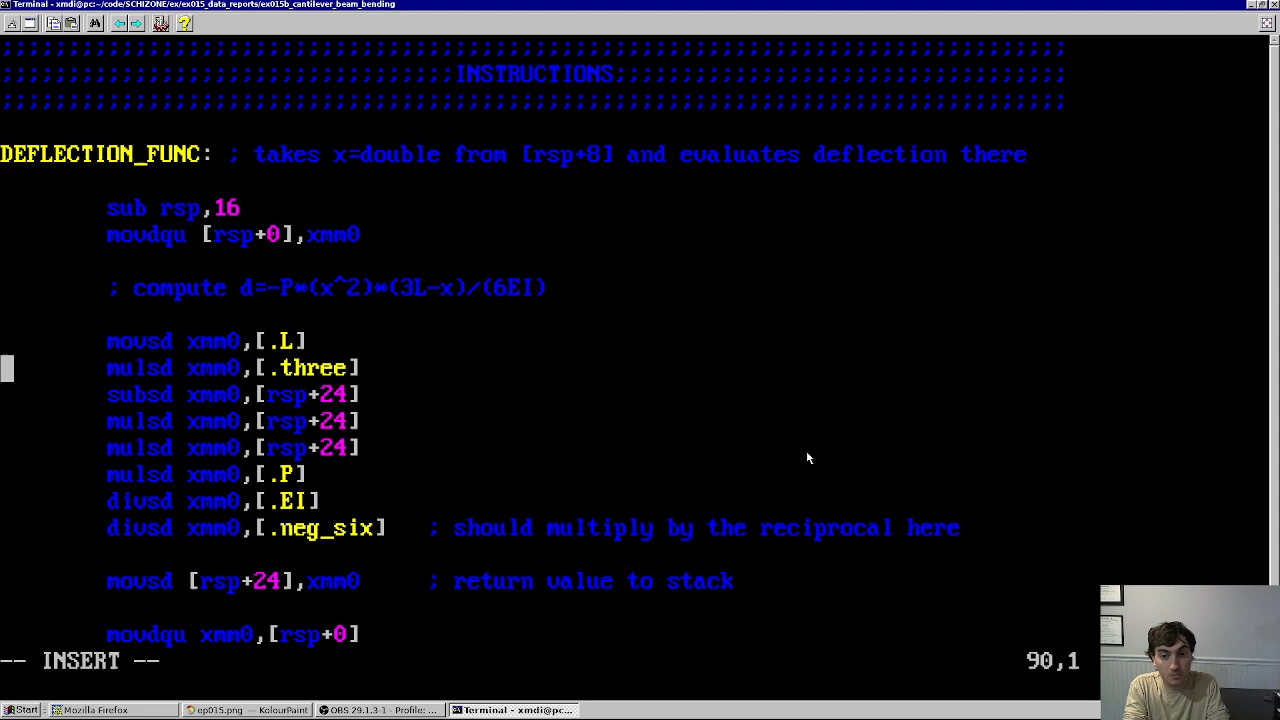 Terminal - xmdi@pc:~/code/SCHIZONE/ex/ex015_data_reports/ex015b_cantilever_beam_bending
;;;;;;;;;;;;;;;;;;;;;;;;;;;;;;;;;;;;;;;;;;;;;;;;;;;;;;;;;;;;;;;;;;;;;;;;;;;;;;;;
;;;;;;;;;;;;;;;;;;;;;;;;;;;;;;;;;;INSTRUCTIONS;;;;;;;;;;;;;;;;;;;;;;;;;;;;;;;;;;
;;;;;;;;;;;;;;;;;;;;;;;;;;;;;;;;;;;;;;;;;;;;;;;;;;;;;;;;;;;;;;;;;;;;;;;;;;;;;;;;
DEFLECTION_FUNC: ; takes x=double from [rsp+8] and evaluates deflection there
sub rsp,16
movdqu [rsp+0],xmm0
; compute d=-P*(x^2)*(3L-x)/(6EI)
movsd xmm0,[.L]
mulsd xmm0,[.three]
subsd xmm0,[rsp+24]
mulsd xmm0,[rsp+24]
mulsd xmm0,[rsp+24]
mulsd xmm0,[.P]
divsd xmm0,[.EI]
divsd xmm0,[.neg_six] ; should multiply by the reciprocal here
movsd [rsp+24],xmm0 ; return value to stack
movdqu xmm0,[rsp+0]
-- INSERT -- 90,1
Start Mozilla Firefox ep015.png — KolourPaint OBS 29.1.3-1 - Profile: ... Terminal - xmdi@pc:...